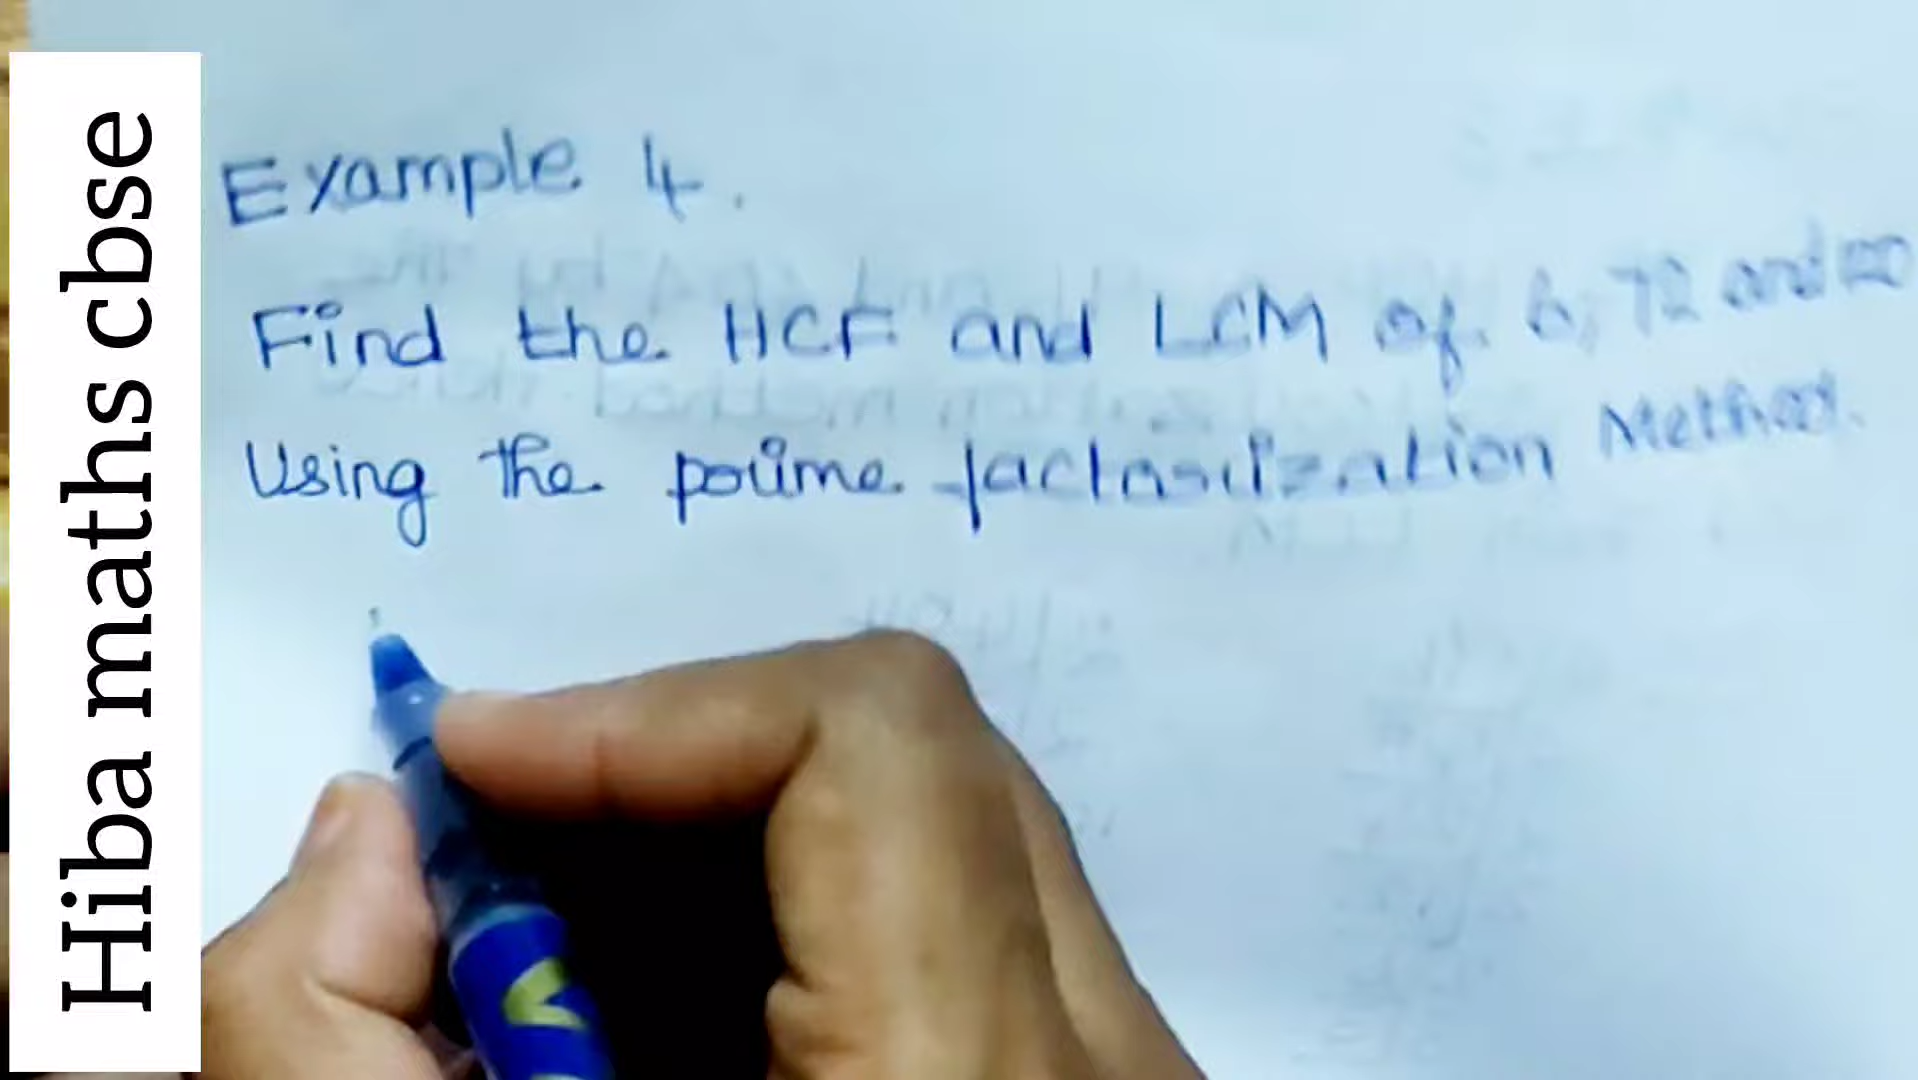 Hiba maths cbse
Example 4.
Find the HCF and LCM of 6, 72 and
Using the prime factorization Method.